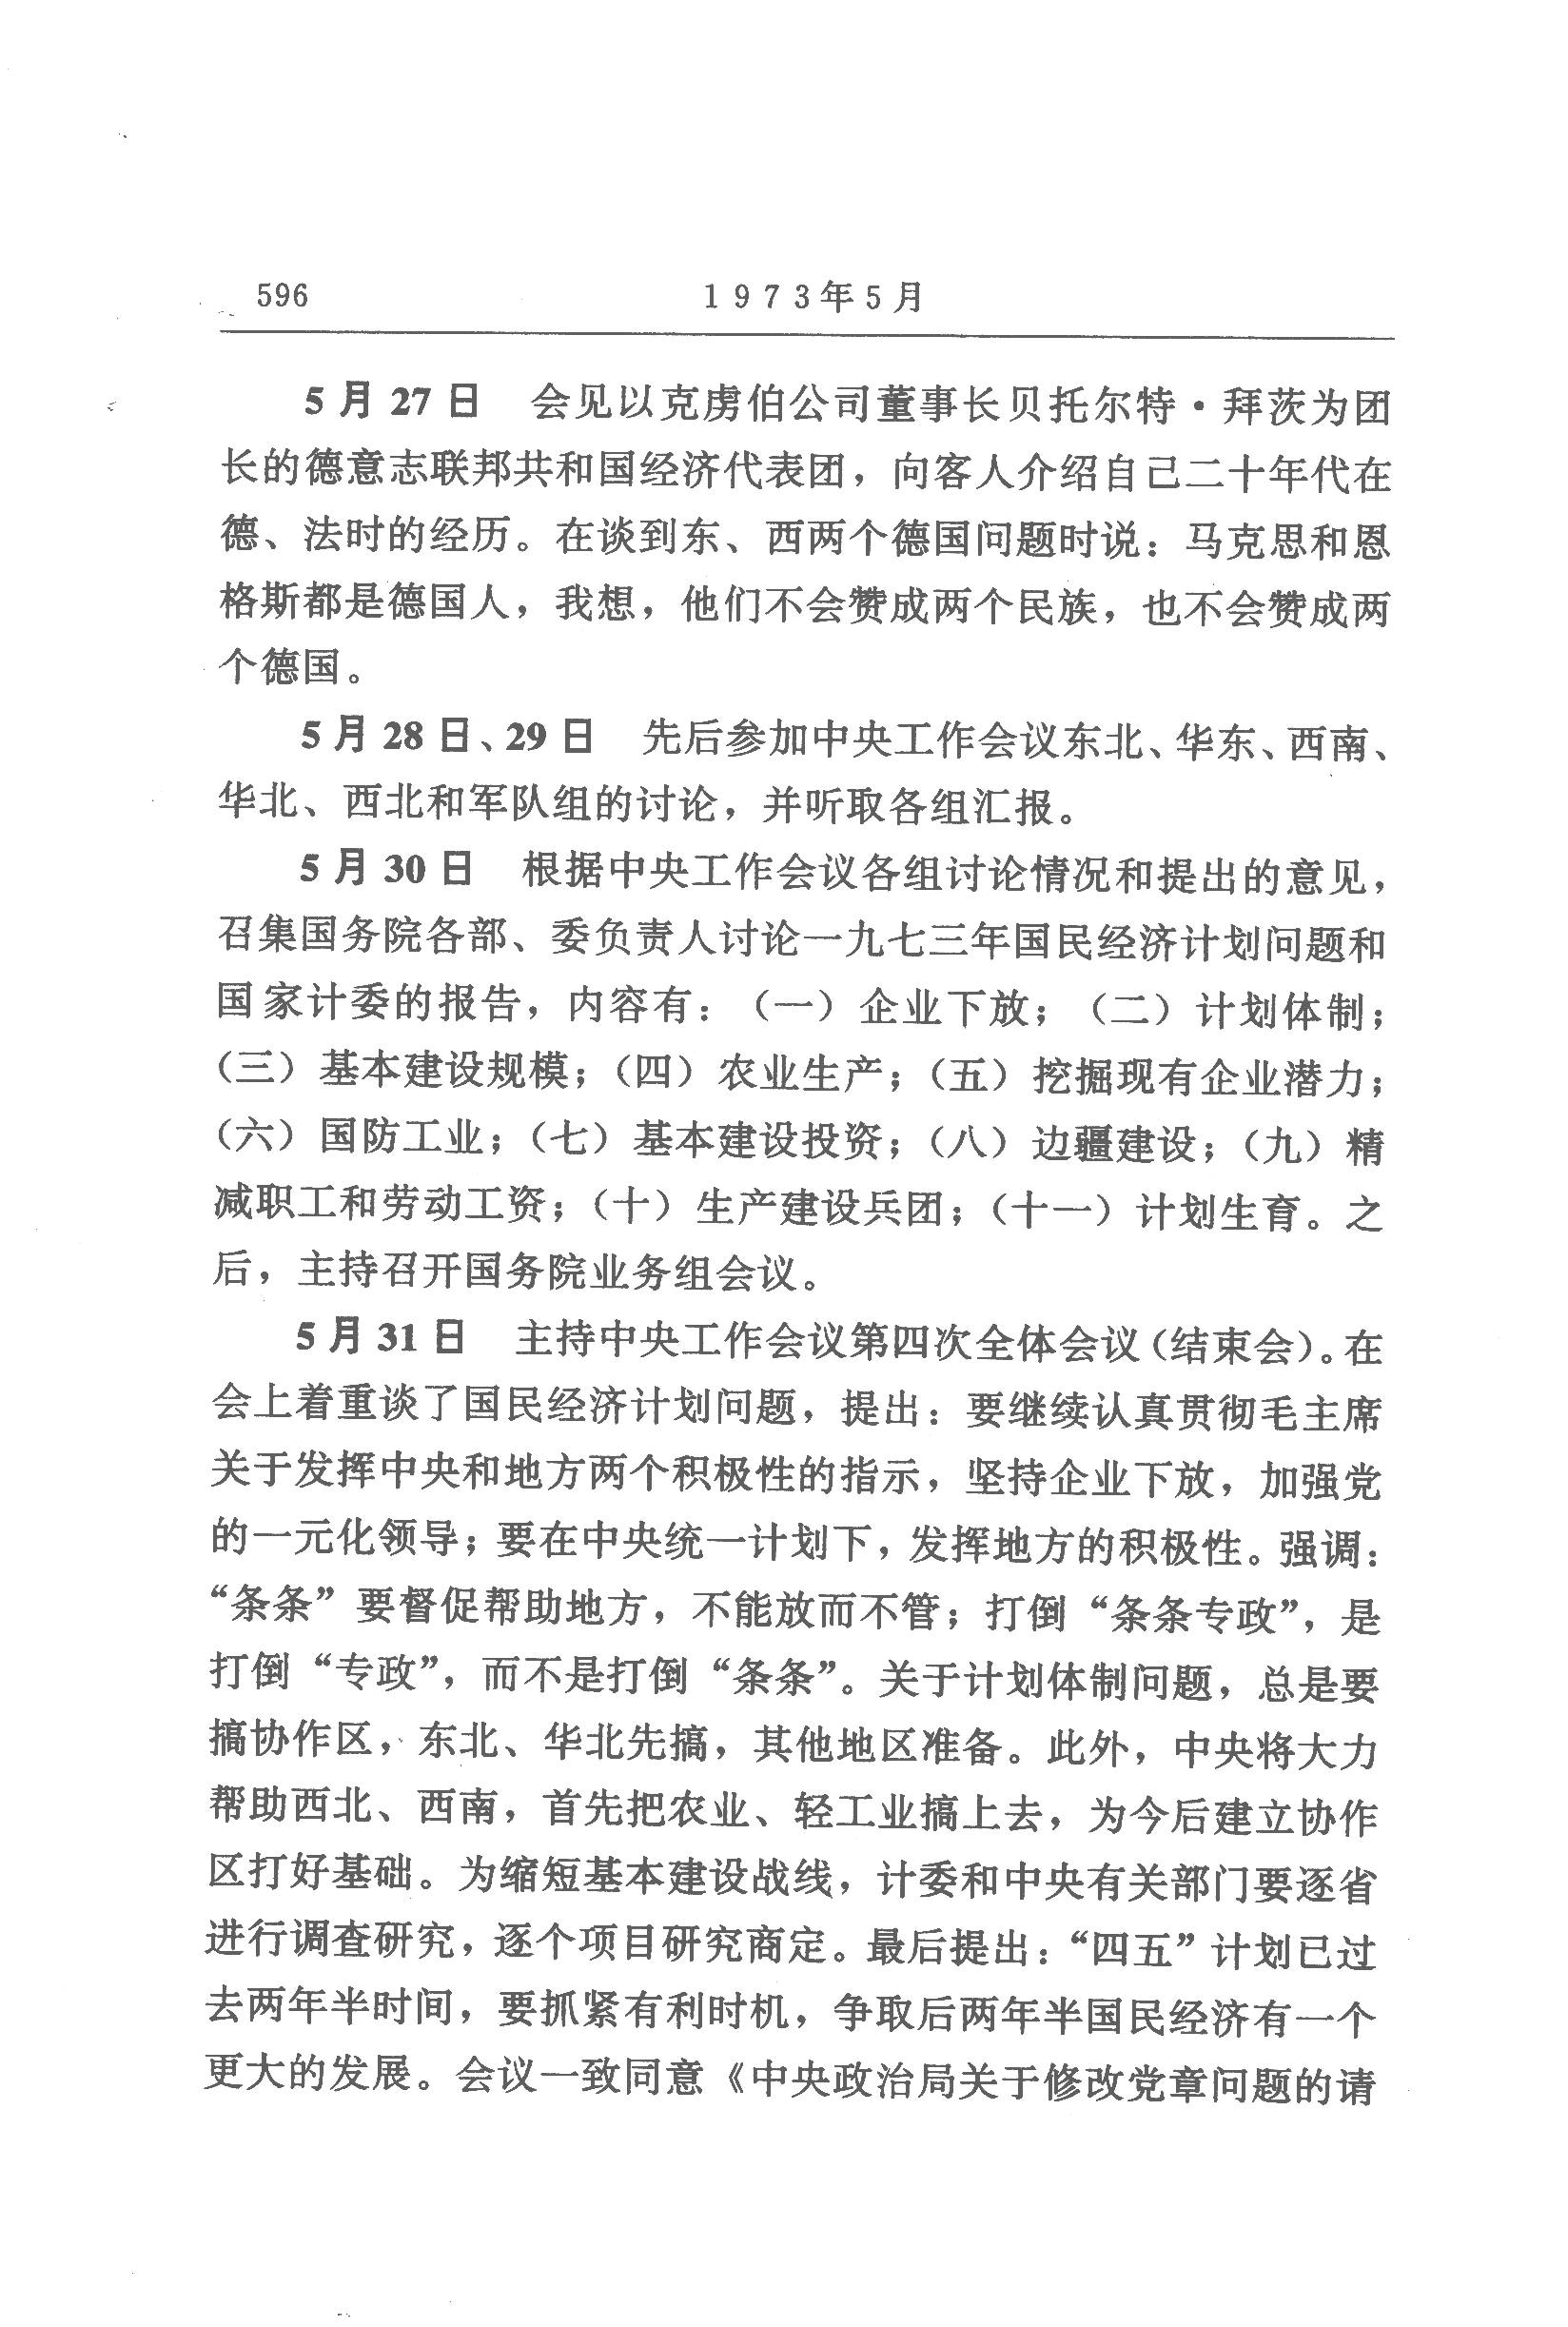 596 1973年5月
5月27日 会见以克虏伯公司董事长贝托尔特·拜茨为团
长的德意志联邦共和国经济代表团，向客人介绍自己二十年代在
德、法时的经历。在谈到东、西两个德国问题时说：马克思和恩
格斯都是德国人，我想，他们不会赞成两个民族，也不会赞成两
个德国。
5月28日、29日 先后参加中央工作会议东北、华东、西南、
华北、西北和军队组的讨论，并听取各组汇报。
5月30日 根据中央工作会议各组讨论情况和提出的意见，
召集国务院各部、委负责人讨论一九七三年国民经济计划问题和
国家计委的报告，内容有：（一）企业下放；（二）计划体制；
（三）基本建设规模；（四）农业生产；（五）挖掘现有企业潜力；
（六）国防工业；（七）基本建设投资；（八）边疆建设；（九）精
减职工和劳动工资；（十）生产建设兵团；（十一）计划生育。之
后，主持召开国务院业务组会议。
5月31日 主持中央工作会议第四次全体会议（结束会）。在
会上着重谈了国民经济计划问题，提出：要继续认真贯彻毛主席
关于发挥中央和地方两个积极性的指示，坚持企业下放，加强党
的一元化领导；要在中央统一计划下，发挥地方的积极性。强调：
“条条”要督促帮助地方，不能放而不管；打倒“条条专政”，是
打倒“专政”，而不是打倒“条条”。关于计划体制问题，总是要
搞协作区，东北、华北先搞，其他地区准备。此外，中央将大力
帮助西北、西南，首先把农业、轻工业搞上去，为今后建立协作
区打好基础。为缩短基本建设战线，计委和中央有关部门要逐省
进行调查研究，逐个项目研究商定。最后提出：“四五”计划已过
去两年半时间，要抓紧有利时机，争取后两年半国民经济有一个
更大的发展。会议一致同意《中央政治局关于修改党章问题的请